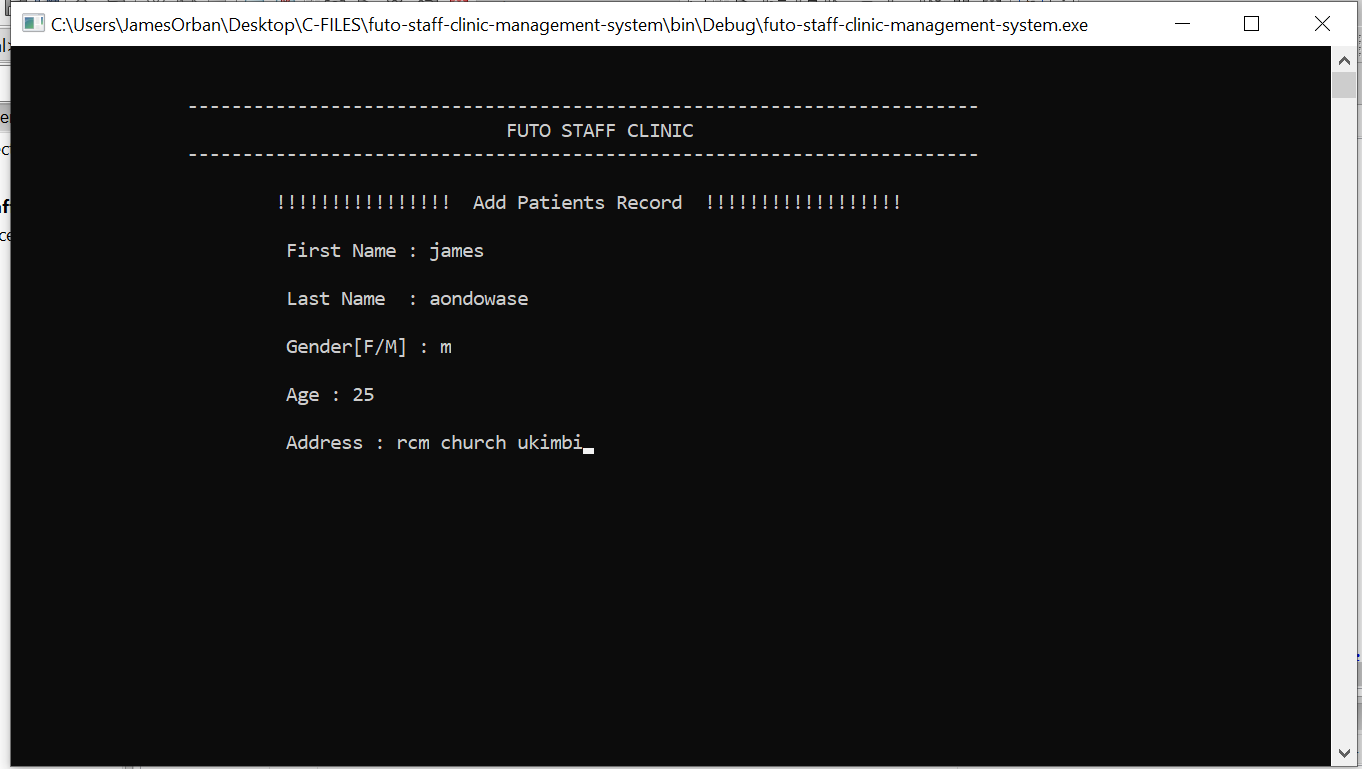 C:\Users\JamesOrban\Desktop\C-FILES\futo-staff-clinic-management-system\bin\Debug\futo-staff-clinic-management-system.exe
------------------------------------------------------------------------
FUTO STAFF CLINIC
------------------------------------------------------------------------
!!!!!!!!!!!!!!!! Add Patients Record !!!!!!!!!!!!!!!!!!
First Name : james
Last Name : aondowase
Gender[F/M] : m
Age : 25
Address : rcm church ukimbi